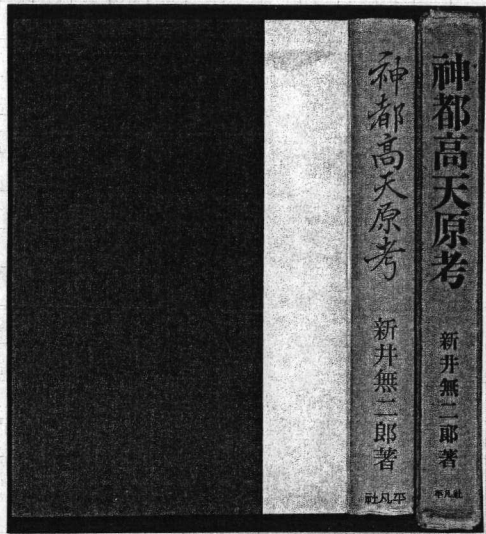 神都高天原考
新井無二郎著
平凡社
神都高天原考
新井無二郎著
平凡社